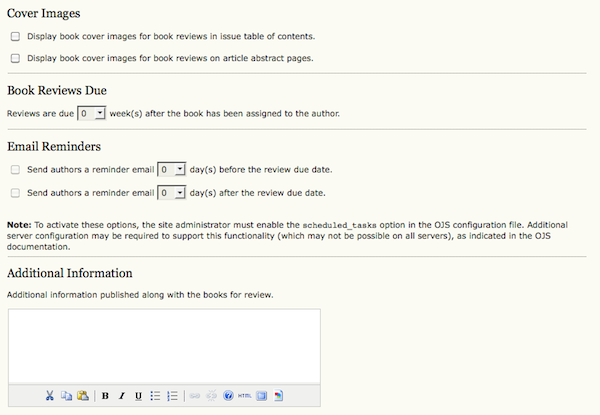 Cover Images
Display book cover images for book reviews in issue table of contents.
Display book cover images for book reviews on article abstract pages.
Book Reviews Due
Reviews are due 0 week(s) after the book has been assigned to the author.
Email Reminders
Send authors a reminder email 0 day(s) before the review due date.
Send authors a reminder email 0 day(s) after the review due date.
Note: To activate these options, the site administrator must enable the scheduled_tasks option in the OJS configuration file. Additional
server configuration may be required to support this functionality (which may not be possible on all servers), as indicated in the OJS
documentation.
Additional Information
Additional information published along with the books for review.
B I U HTML